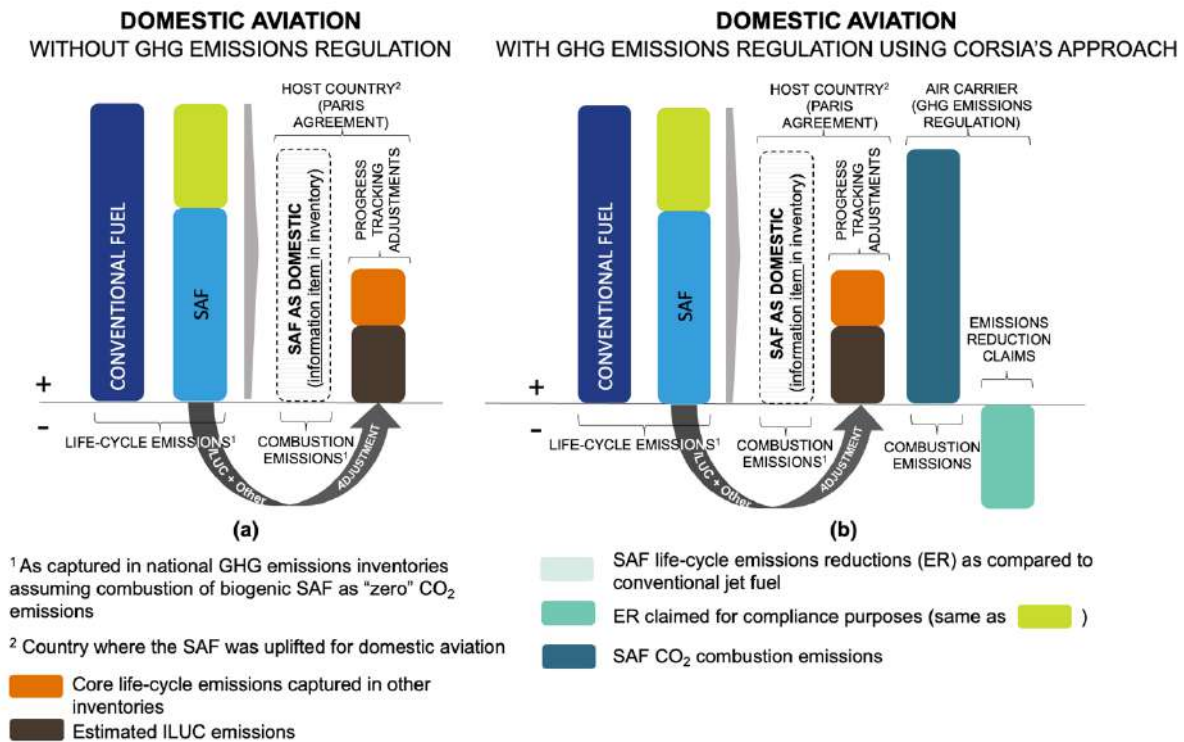 DOMESTIC AVIATION
WITHOUT GHG EMISSIONS REGULATION
HOST COUNTRY²
(PARIS
AGREEMENT)
CONVENTIONAL FUEL
SAF
SAF AS DOMESTIC
(information item in inventory)
PROGRESS
TRACKING
ADJUSTMENTS
+
−
LIFE-CYCLE EMISSIONS¹
COMBUSTION
EMISSIONS¹
ILUC + Other
ADJUSTMENT
(a)
DOMESTIC AVIATION
WITH GHG EMISSIONS REGULATION USING CORSIA'S APPROACH
HOST COUNTRY²
(PARIS
AGREEMENT)
AIR CARRIER
(GHG EMISSIONS
REGULATION)
CONVENTIONAL FUEL
SAF
SAF AS DOMESTIC
(information item in inventory)
PROGRESS
TRACKING
ADJUSTMENTS
EMISSIONS
REDUCTION
CLAIMS
+
−
LIFE-CYCLE EMISSIONS¹
COMBUSTION
EMISSIONS¹
COMBUSTION
EMISSIONS
ILUC + Other
ADJUSTMENT
(b)
¹ As captured in national GHG emissions inventories
assuming combustion of biogenic SAF as “zero” CO₂
emissions
² Country where the SAF was uplifted for domestic aviation
Core life-cycle emissions captured in other
inventories
Estimated ILUC emissions
SAF life-cycle emissions reductions (ER) as compared to
conventional jet fuel
ER claimed for compliance purposes (same as )
SAF CO₂ combustion emissions